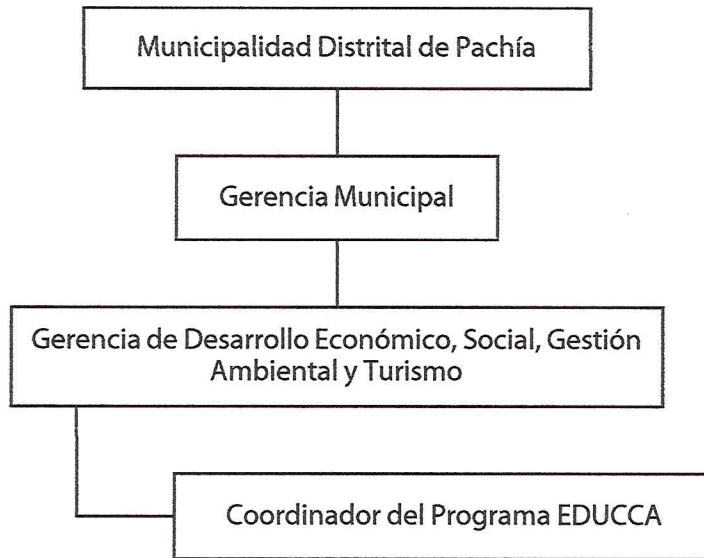 Municipalidad Distrital de Pachía
Gerencia Municipal
Gerencia de Desarrollo Económico, Social, Gestión
Ambiental y Turismo
Coordinador del Programa EDUCCA